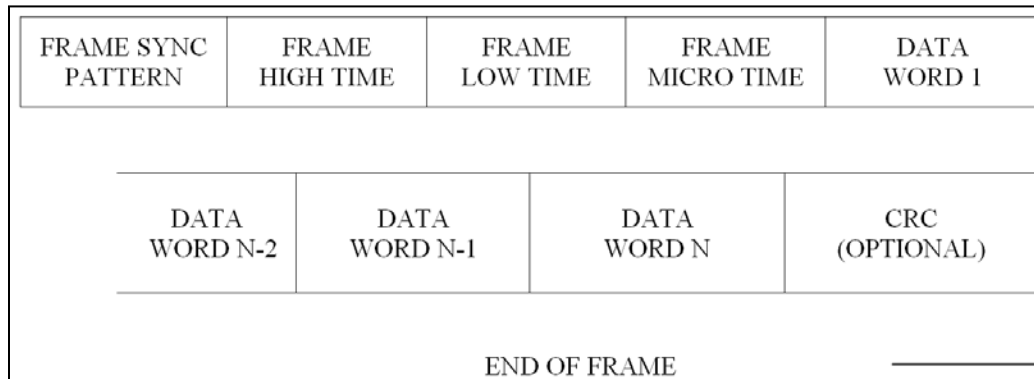 FRAME SYNC PATTERN
FRAME HIGH TIME
FRAME LOW TIME
FRAME MICRO TIME
DATA WORD 1
DATA WORD N-2
DATA WORD N-1
DATA WORD N
CRC (OPTIONAL)
END OF FRAME